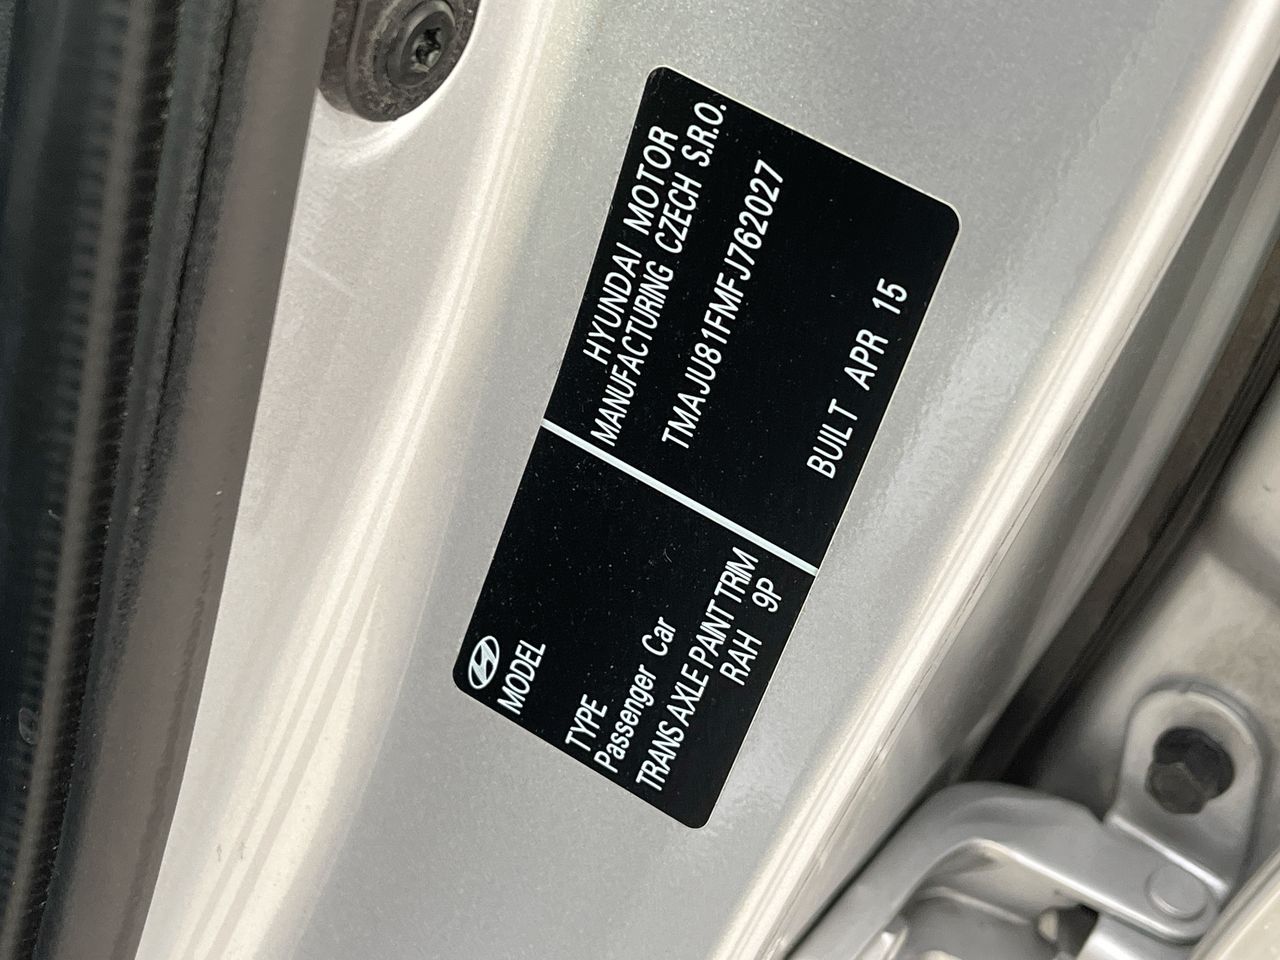 MODEL
TYPE
Passenger Car
TRANS AXLE PAINT TRIM
RAH 9P
HYUNDAI MOTOR
MANUFACTURING CZECH S.R.O.
TMAJU81FMFJ762027
BUILT APR 15